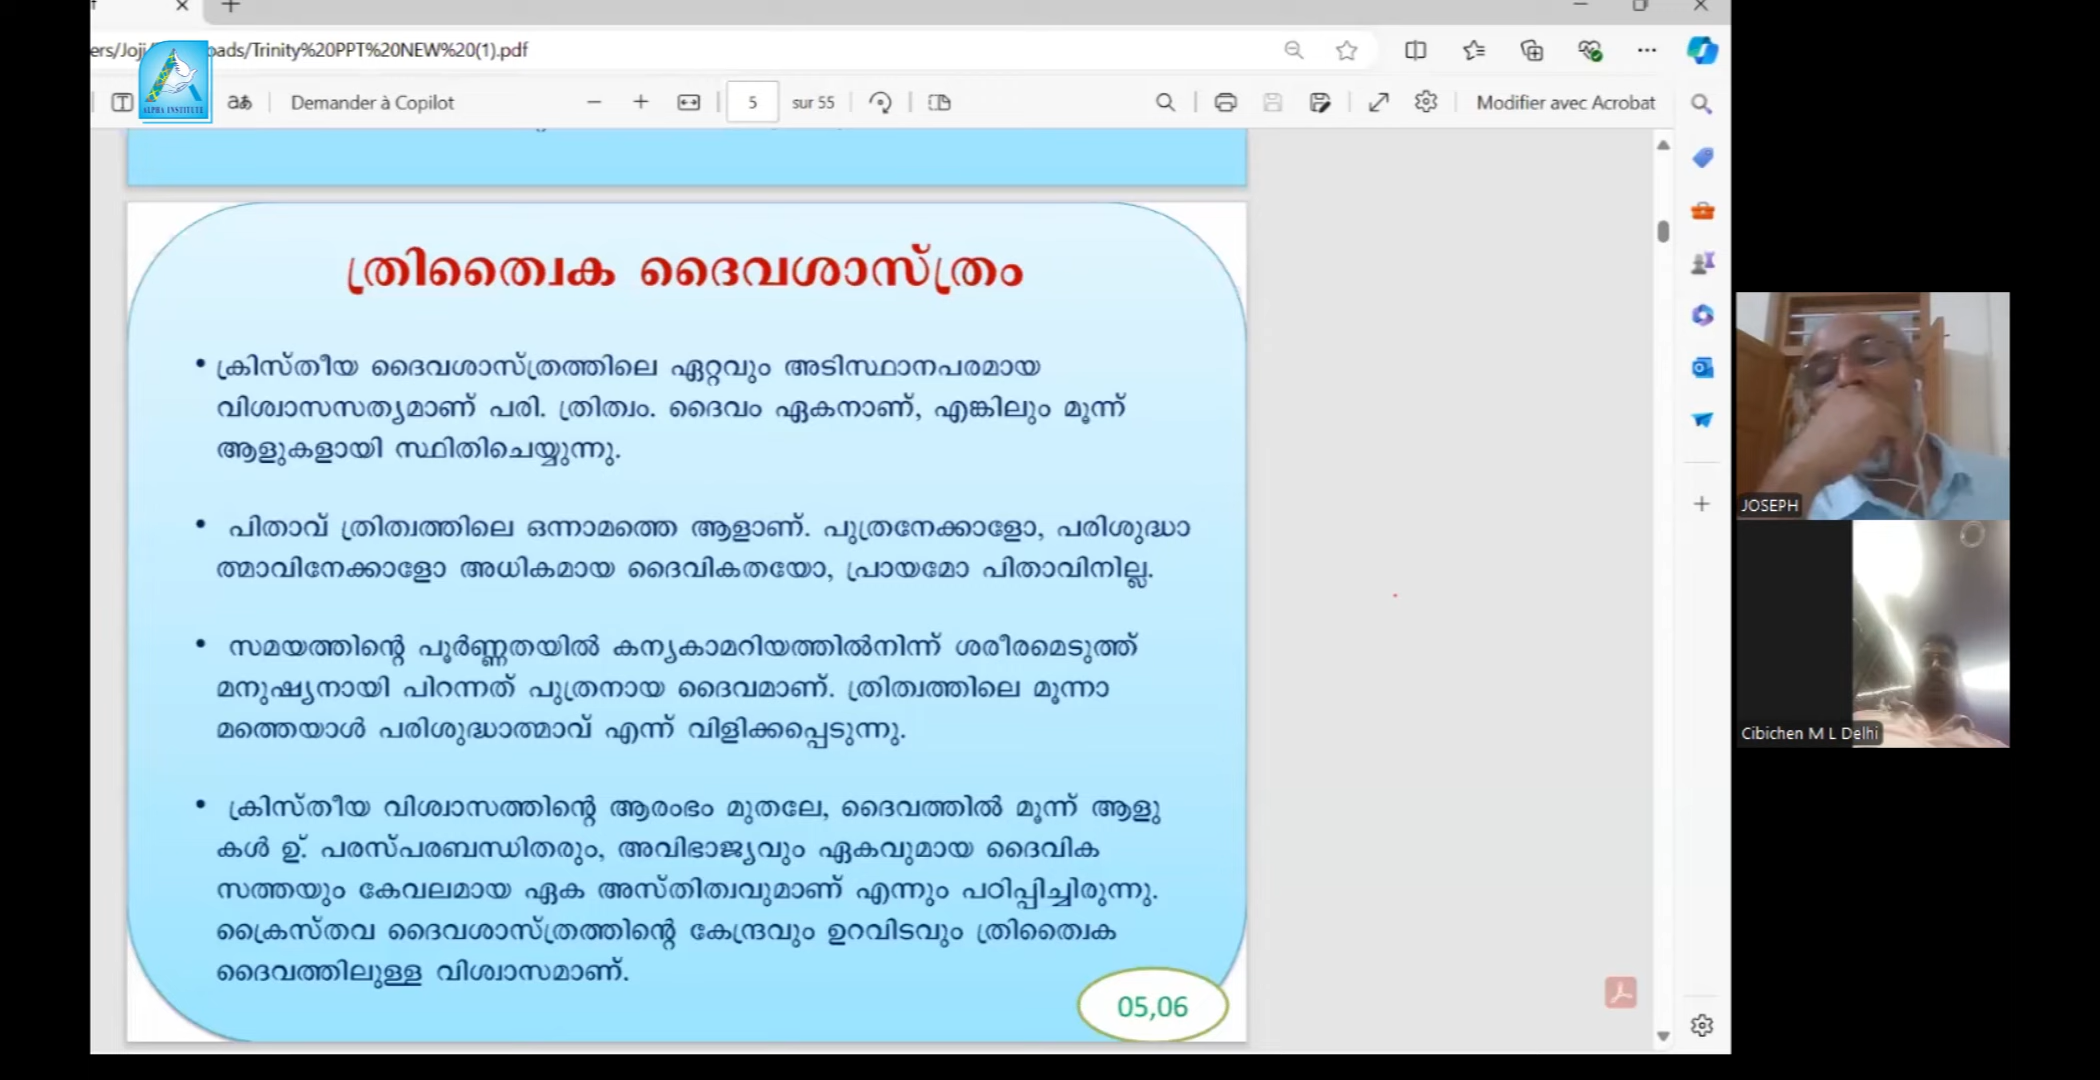 ers/Joji/
oads/Trinity%20PPT%20NEW%20(1).pdf
ALPHA INSTITUTE
Demander à Copilot
5
sur 55
Modifier avec Acrobat
ത്രിത്വൈക ദൈവശാസ്ത്രം
• ക്രിസ്തീയ ദൈവശാസ്ത്രത്തിലെ ഏറ്റവും അടിസ്ഥാനപരമായ
വിശ്വാസസത്യമാണ് പരി. ത്രിത്വം. ദൈവം ഏകനാണ്, എങ്കിലും മൂന്ന്
ആളുകളായി സ്ഥിതിചെയ്യുന്നു.
• പിതാവ് ത്രിത്വത്തിലെ ഒന്നാമത്തെ ആളാണ്. പുത്രനേക്കാളോ, പരിശുദ്ധാ
ത്മാവിനേക്കാളോ അധികമായ ദൈവികതയോ, പ്രായമോ പിതാവിനില്ല.
• സമയത്തിന്റെ പൂർണ്ണതയിൽ കന്യകാമറിയത്തിൽനിന്ന് ശരീരമെടുത്ത്
മനുഷ്യനായി പിറന്നത് പുത്രനായ ദൈവമാണ്. ത്രിത്വത്തിലെ മൂന്നാ
മത്തെയാൾ പരിശുദ്ധാത്മാവ് എന്ന് വിളിക്കപ്പെടുന്നു.
• ക്രിസ്തീയ വിശ്വാസത്തിന്റെ ആരംഭം മുതലേ, ദൈവത്തിൽ മൂന്ന് ആളു
കൾ ഉ്. പരസ്പരബന്ധിതരും, അവിഭാജ്യവും ഏകവുമായ ദൈവിക
സത്തയും കേവലമായ ഏക അസ്തിത്വവുമാണ് എന്നും പഠിപ്പിച്ചിരുന്നു.
ക്രൈസ്തവ ദൈവശാസ്ത്രത്തിന്റെ കേന്ദ്രവും ഉറവിടവും ത്രിത്വൈക
ദൈവത്തിലുള്ള വിശ്വാസമാണ്.
05,06
JOSEPH
Cibichen M L Delhi